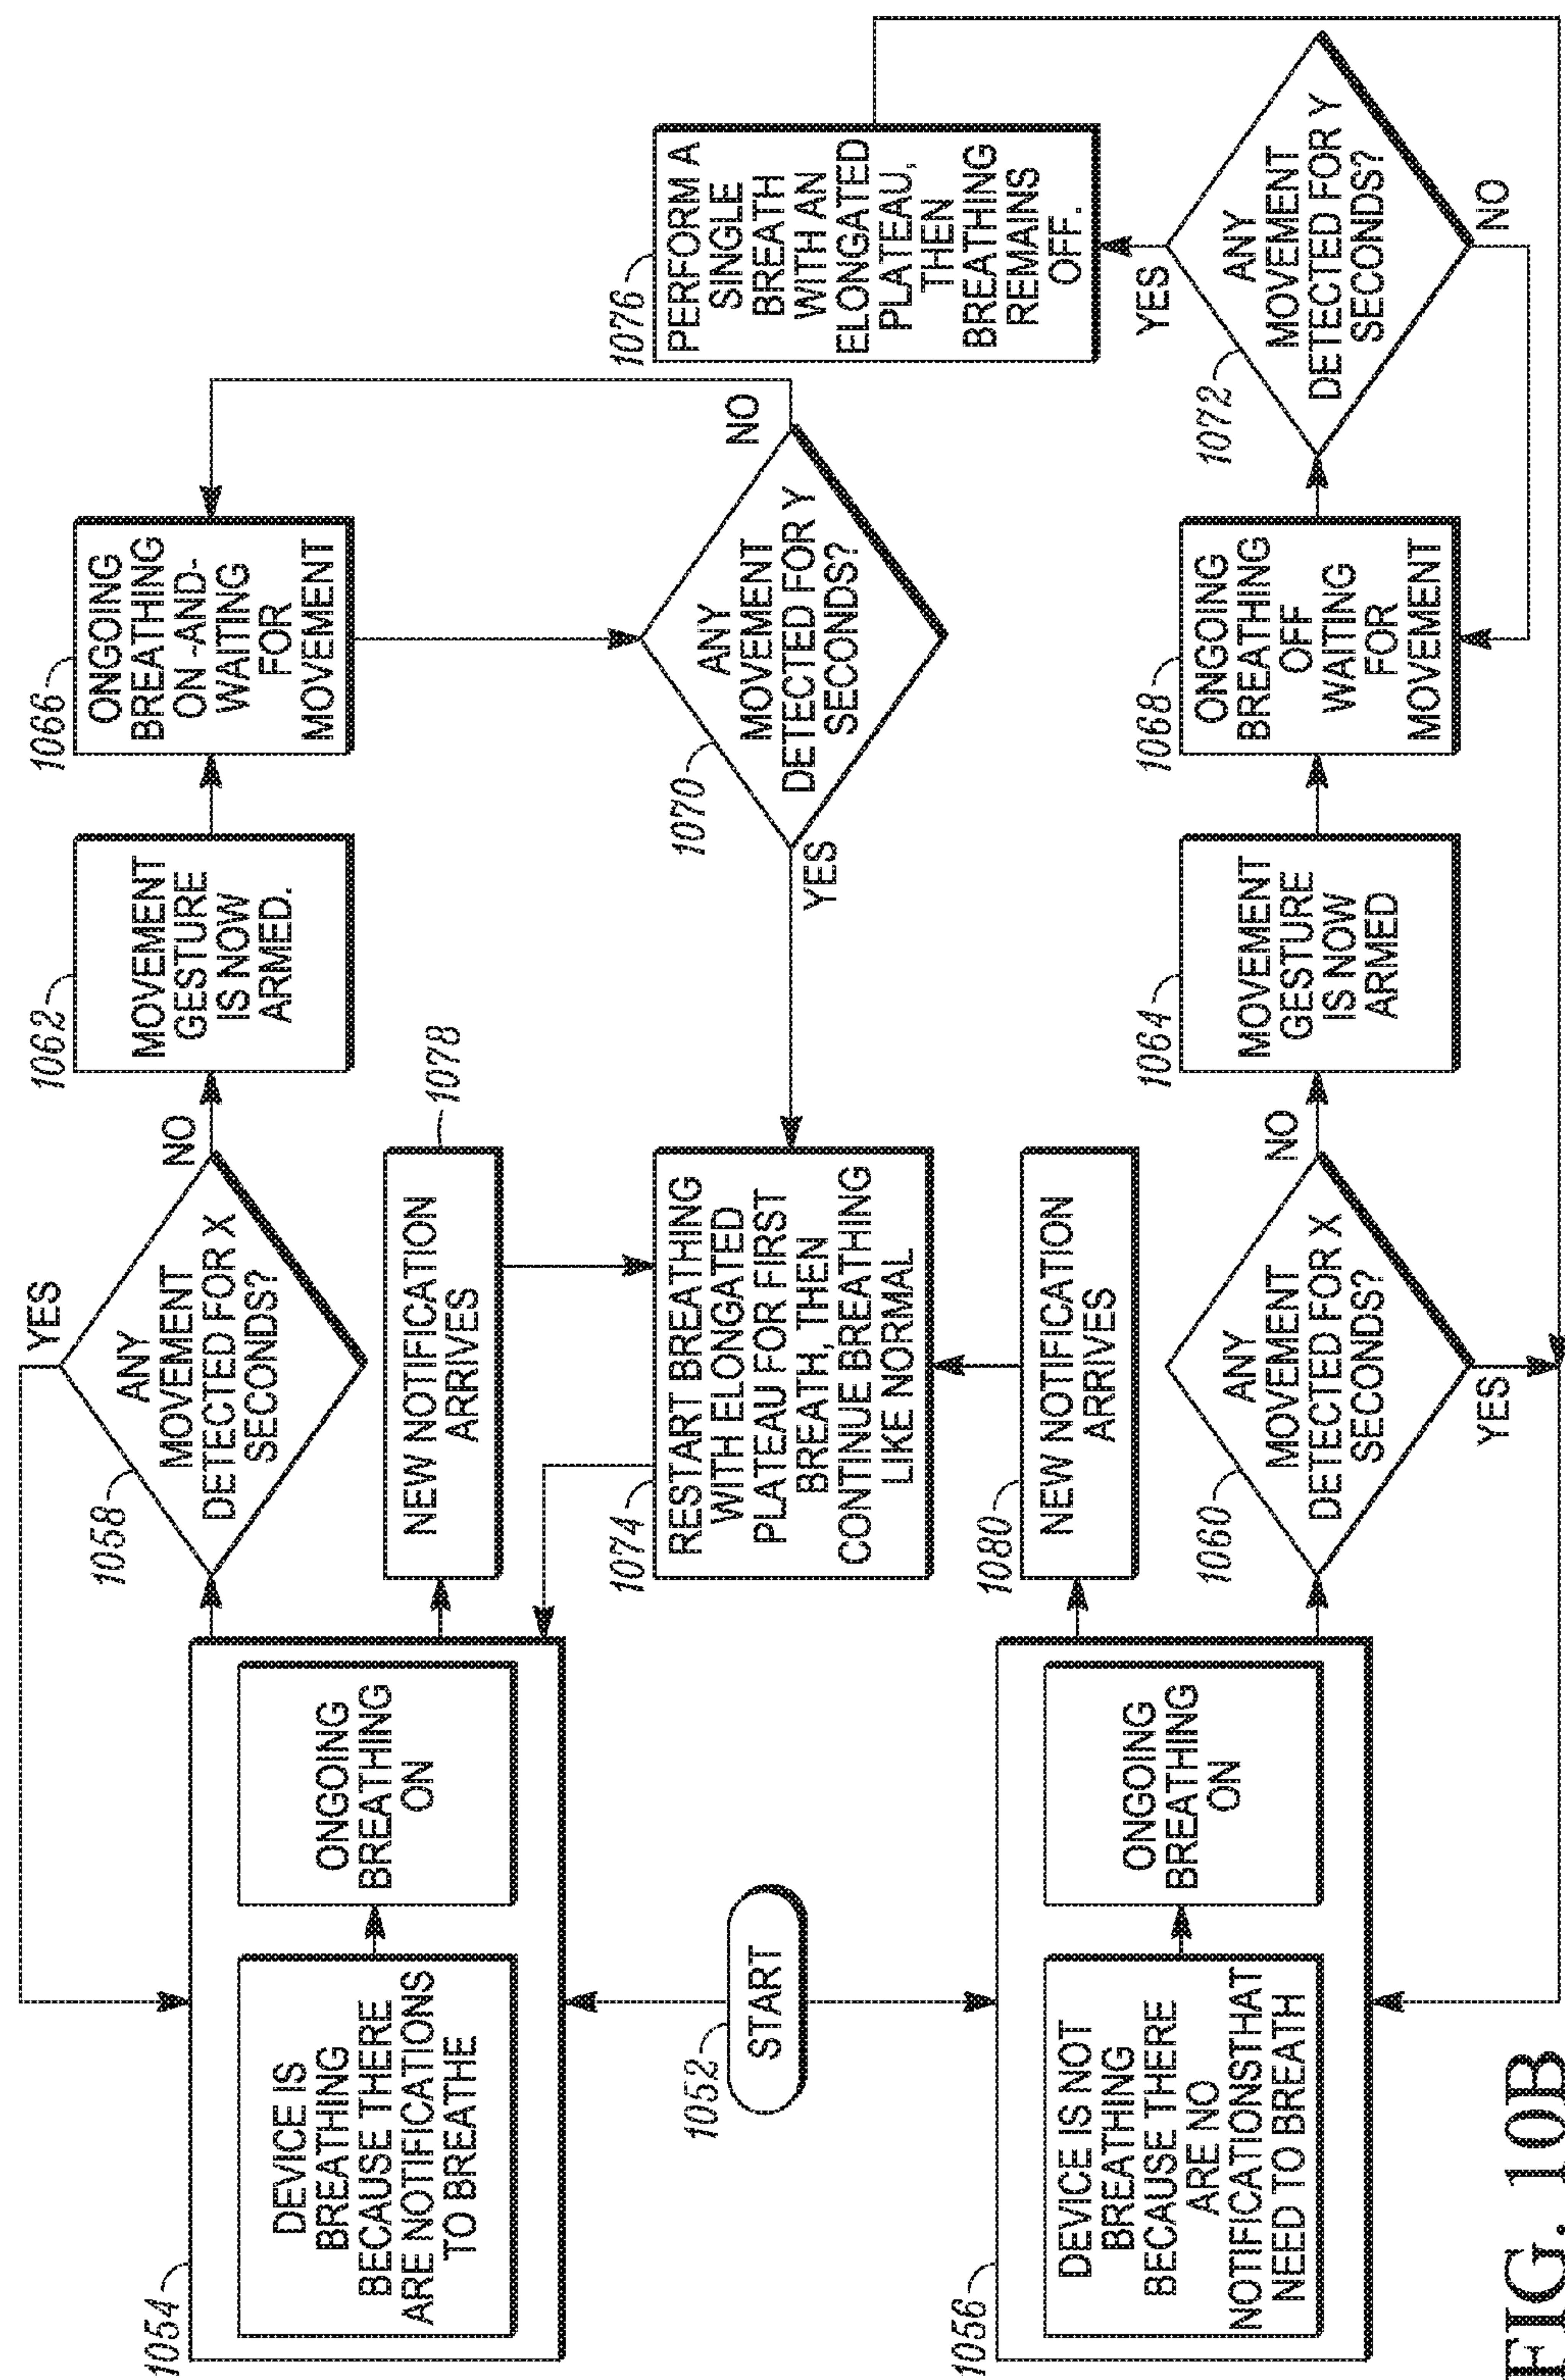 1054
DEVICE IS
BREATHING
BECAUSE THERE
ARE NOTIFICATIONS
TO BREATHE
ONGOING
BREATHING
ON
1058
ANY
MOVEMENT
DETECTED FOR X
SECONDS?
YES
NO
1062
MOVEMENT
GESTURE
IS NOW
ARMED.
1066
ONGOING
BREATHING
ON -AND-
WAITING
FOR
MOVEMENT
NEW NOTIFICATION
ARRIVES
1078
1052
START
1074
RESTART BREATHING
WITH ELONGATED
PLATEAU FOR FIRST
BREATH, THEN
CONTINUE BREATHING
LIKE NORMAL
YES
1070
ANY
MOVEMENT
DETECTED FOR Y
SECONDS?
NO
1076
PERFORM A
SINGLE
BREATH
WITH AN
ELONGATED
PLATEAU,
THEN
BREATHING
REMAINS
OFF.
1080
NEW NOTIFICATION
ARRIVES
1056
DEVICE IS NOT
BREATHING
BECAUSE THERE
ARE NO
NOTIFICATIONSTHAT
NEED TO BREATH
ONGOING
BREATHING
ON
1060
ANY
MOVEMENT
DETECTED FOR X
SECONDS?
YES
NO
1064
MOVEMENT
GESTURE
IS NOW
ARMED
1068
ONGOING
BREATHING
OFF
WAITING
FOR
MOVEMENT
1072
ANY
MOVEMENT
DETECTED FOR Y
SECONDS?
YES
NO
FIG. 10B